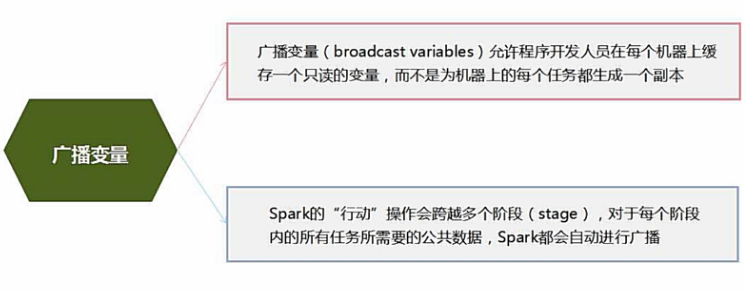 广播变量
广播变量（broadcast variables）允许程序开发人员在每个机器上缓
存一个只读的变量，而不是为机器上的每个任务都生成一个副本
Spark的“行动”操作会跨越多个阶段（stage），对于每个阶段
内的所有任务所需要的公共数据，Spark都会自动进行广播